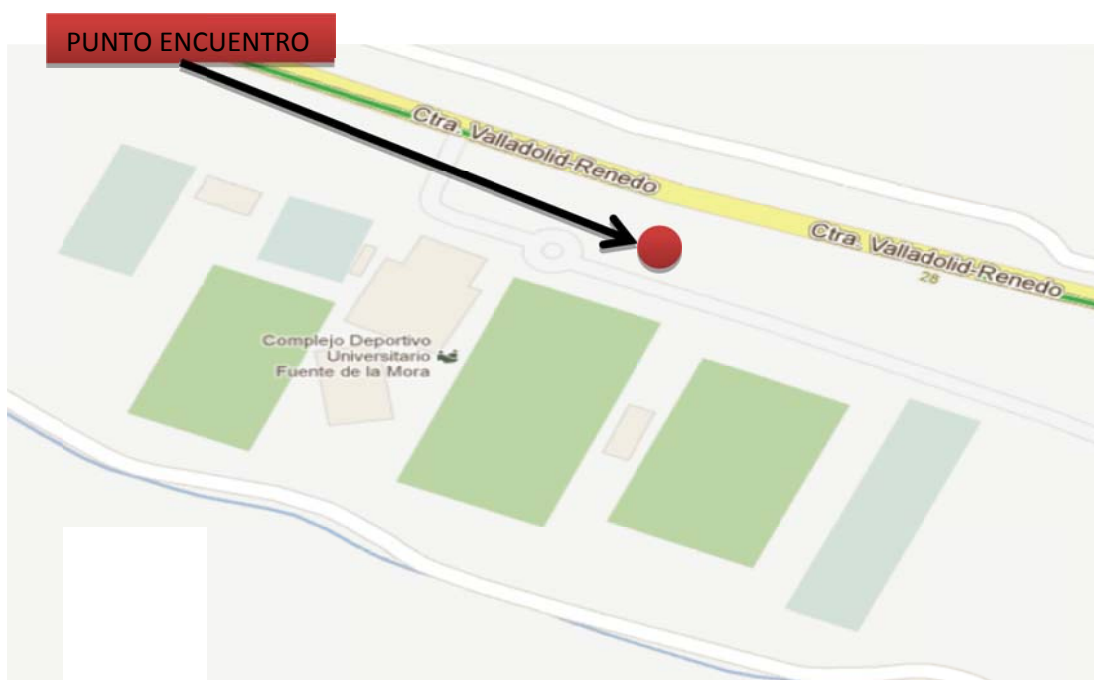 PUNTO ENCUENTRO
Ctra. Valladolid-Renedo
Ctra. Valladolid-Renedo
28
Complejo Deportivo
Universitario
Fuente de la Mora